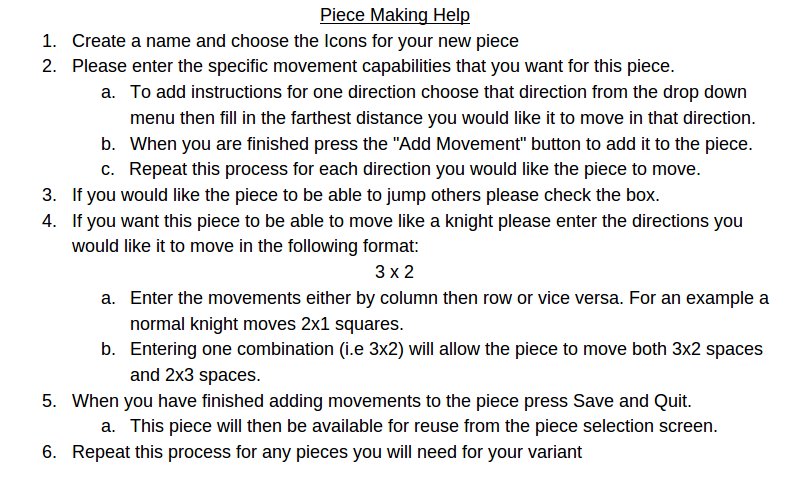 Piece Making Help
1. Create a name and choose the Icons for your new piece
2. Please enter the specific movement capabilities that you want for this piece.
a. To add instructions for one direction choose that direction from the drop down
menu then fill in the farthest distance you would like it to move in that direction.
b. When you are finished press the "Add Movement" button to add it to the piece.
c. Repeat this process for each direction you would like the piece to move.
3. If you would like the piece to be able to jump others please check the box.
4. If you want this piece to be able to move like a knight please enter the directions you
would like it to move in the following format:
3 x 2
a. Enter the movements either by column then row or vice versa. For an example a
normal knight moves 2x1 squares.
b. Entering one combination (i.e 3x2) will allow the piece to move both 3x2 spaces
and 2x3 spaces.
5. When you have finished adding movements to the piece press Save and Quit.
a. This piece will then be available for reuse from the piece selection screen.
6. Repeat this process for any pieces you will need for your variant